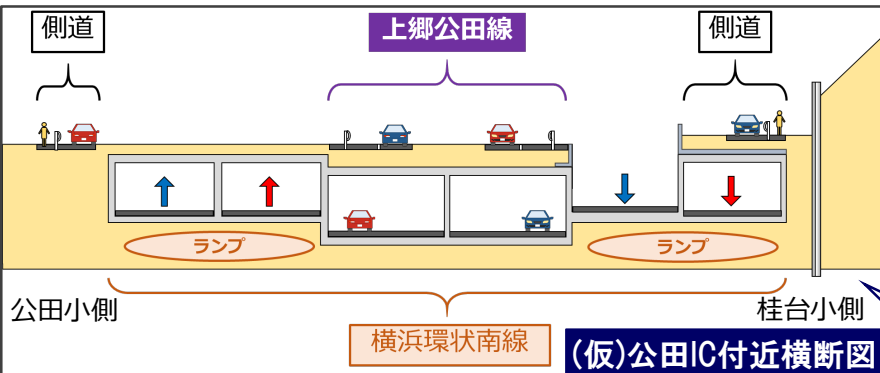 側道
上郷公田線
側道
ランプ
ランプ
公田小側
桂台小側
横浜環状南線
(仮)公田IC付近横断図